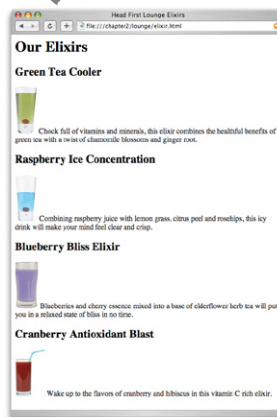 Head First Lounge Elixirs
file:///chapter2/lounge/elixir.html
Our Elixirs
Green Tea Cooler
Chock full of vitamins and minerals, this elixir combines the healthful benefits of
green tea with a twist of chamomile blossoms and ginger root.
Raspberry Ice Concentration
Combining raspberry juice with lemon grass, citrus peel and rosehips, this icy
drink will make your mind feel clear and crisp.
Blueberry Bliss Elixir
Blueberries and cherry essence mixed into a base of elderflower herb tea will put
you in a relaxed state of bliss in no time.
Cranberry Antioxidant Blast
Wake up to the flavors of cranberry and hibiscus in this vitamin C rich elixir.